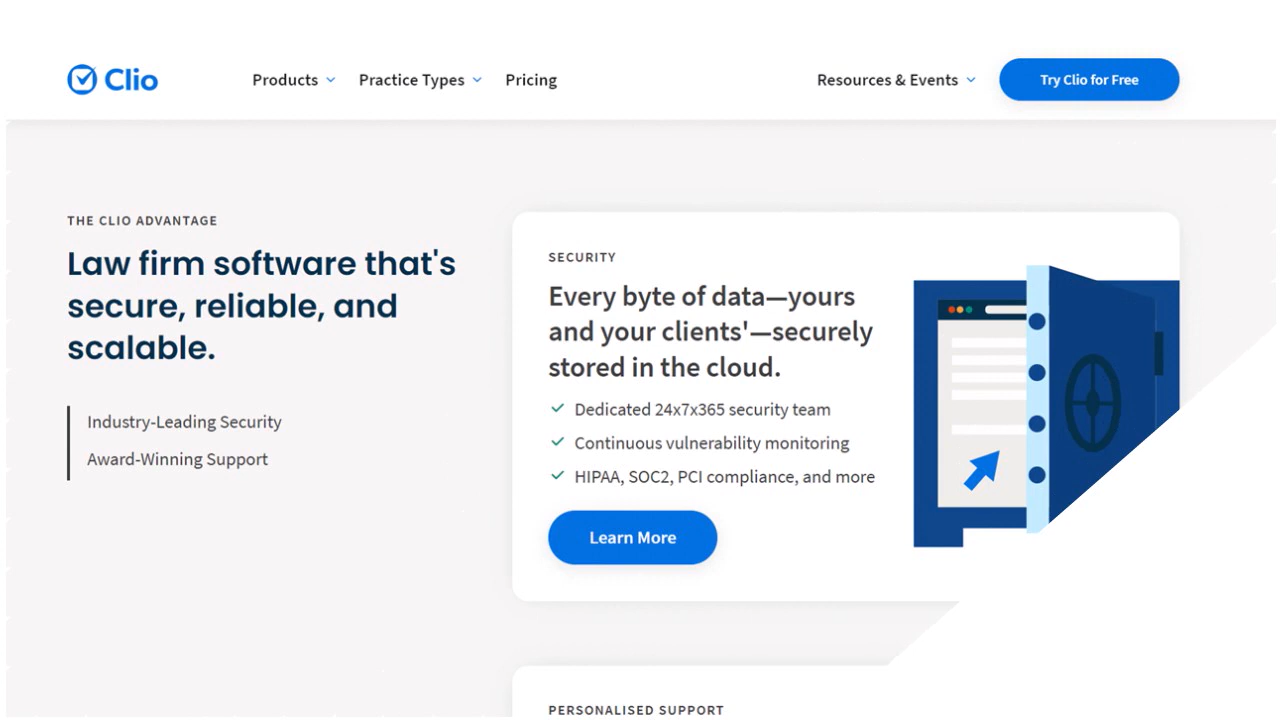 Clio
Products
Practice Types
Pricing
Resources & Events
Try Clio for Free
THE CLIO ADVANTAGE
Law firm software that's
secure, reliable, and
scalable.
Industry-Leading Security
Award-Winning Support
SECURITY
Every byte of data—yours
and your clients'—securely
stored in the cloud.
Dedicated 24x7x365 security team
Continuous vulnerability monitoring
HIPAA, SOC2, PCI compliance, and more
Learn More
PERSONALISED SUPPORT